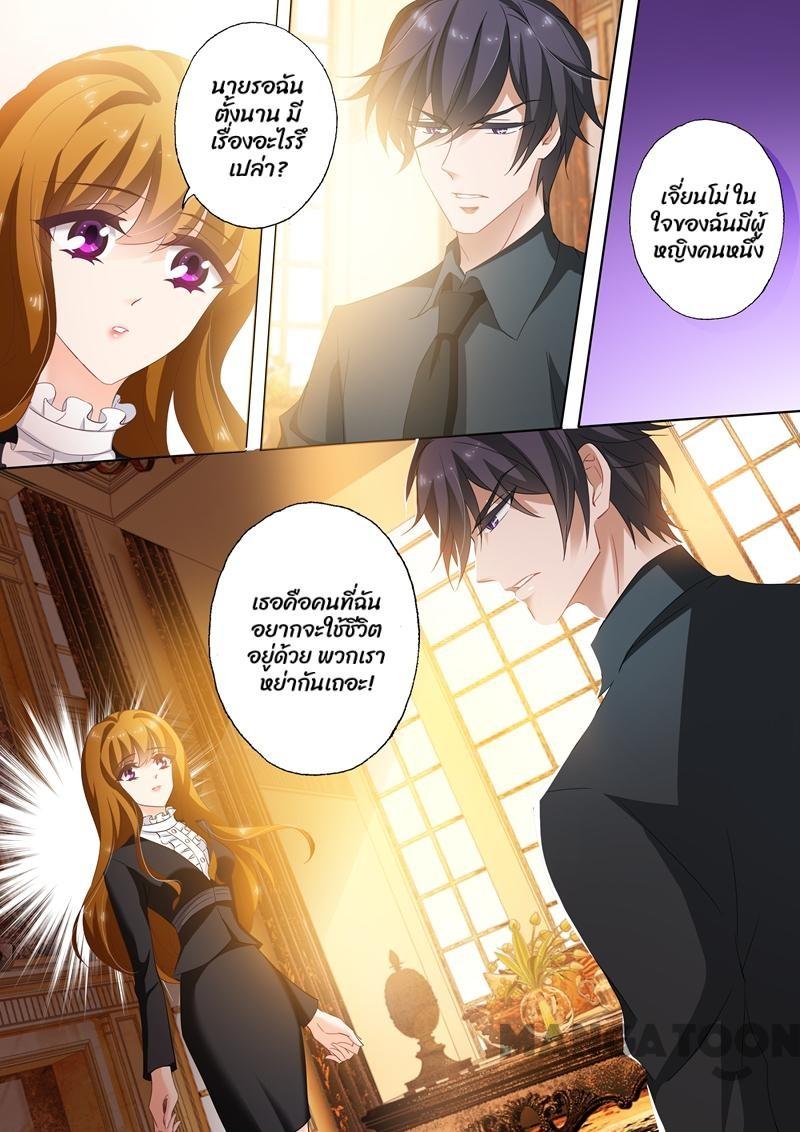 นายรอฉัน
ตั้งนาน มี
เรื่องอะไรรึ
เปล่า?
เจี่ยนโม่ ใน
ใจของฉันมีผู้
หญิงคนหนึ่ง
เธอคือคนที่ฉัน
อยากจะใช้ชีวิต
อยู่ด้วย พวกเรา
หย่ากันเถอะ!
MANGATOON